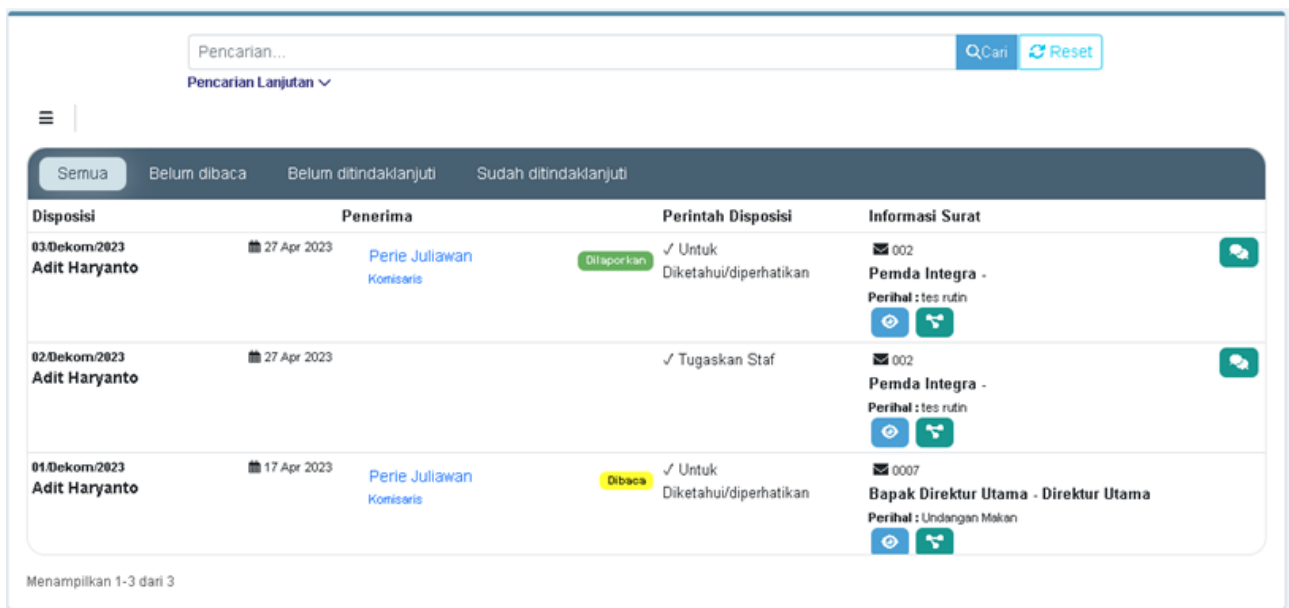 Pencarian...
Cari
Reset
Pencarian Lanjutan
Semua Belum dibaca Belum ditindaklanjuti Sudah ditindaklanjuti
Disposisi Penerima Perintah Disposisi Informasi Surat
03/Dekom/2023 27 Apr 2023 Perie Juliawan Dilaporkan ✓ Untuk 002
Adit Haryanto Komisaris Diketahui/diperhatikan Pemda Integra -
Perihal : tes rutin
02/Dekom/2023 27 Apr 2023 ✓ Tugaskan Staf 002
Adit Haryanto Pemda Integra -
Perihal : tes rutin
01/Dekom/2023 17 Apr 2023 Perie Juliawan Dibaca ✓ Untuk 0007
Adit Haryanto Komisaris Diketahui/diperhatikan Bapak Direktur Utama - Direktur Utama
Perihal : Undangan Makan
Menampilkan 1-3 dari 3